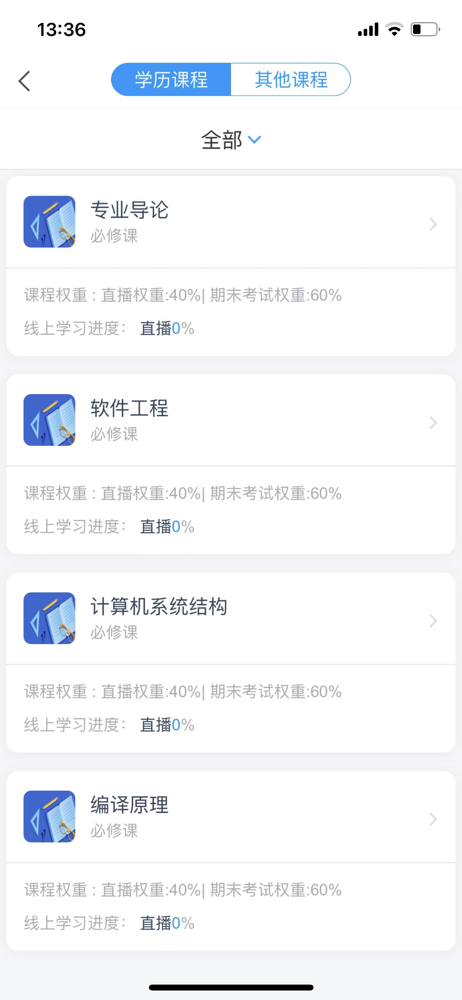 13:36
学历课程 其他课程
全部
专业导论
必修课
课程权重：直播权重:40%| 期末考试权重:60%
线上学习进度： 直播0%
软件工程
必修课
课程权重：直播权重:40%| 期末考试权重:60%
线上学习进度： 直播0%
计算机系统结构
必修课
课程权重：直播权重:40%| 期末考试权重:60%
线上学习进度： 直播0%
编译原理
必修课
课程权重：直播权重:40%| 期末考试权重:60%
线上学习进度： 直播0%